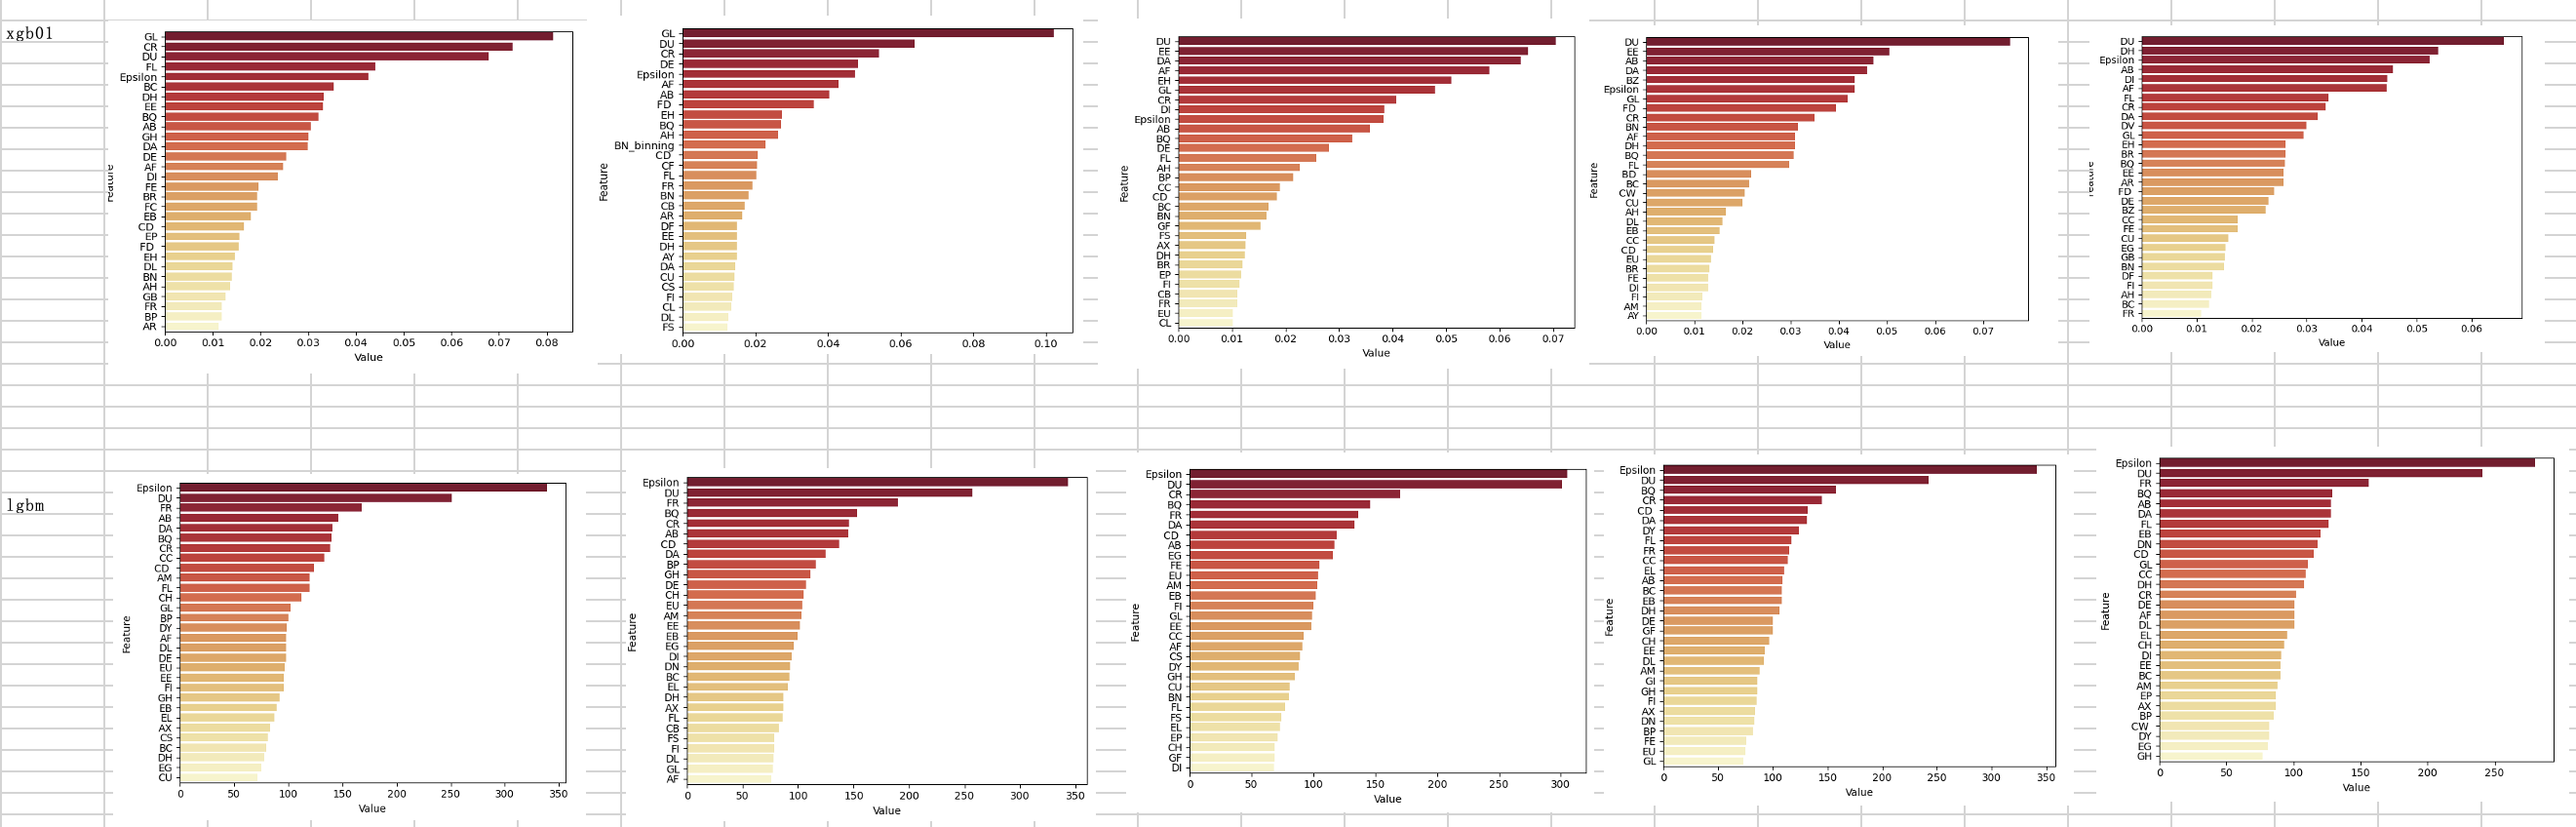 xgb01
GL
CR
DU
FL
Epsilon
BC
DH
EE
BQ
AB
GH
DA
DE
AF
DI
FE
BR
FC
EB
CD
EP
FD
EH
DL
BN
AH
GB
FR
BP
AR
0.00 0.01 0.02 0.03 0.04 0.05 0.06 0.07 0.08
Value
GL
DU
CR
DE
Epsilon
AF
AB
FD
EH
BQ
AH
BN_binning
CD
CF
FL
FR
BN
CB
AR
DF
EE
DH
AY
DA
CU
CS
FI
CL
DL
FS
Feature
0.00 0.02 0.04 0.06 0.08 0.10
Value
DU
EE
DA
AF
EH
GL
CR
DI
Epsilon
AB
BQ
DE
FL
AH
BP
CC
CD
BC
BN
GF
FS
AX
DH
BR
EP
FI
CB
FR
EU
CL
Feature
0.00 0.01 0.02 0.03 0.04 0.05 0.06 0.07
Value
DU
EE
AB
DA
BZ
Epsilon
GL
FD
CR
BN
AF
DH
BQ
FL
BD
BC
CW
CU
AH
DL
EB
CC
CD
EU
BR
FE
DI
FI
AM
AY
Feature
0.00 0.01 0.02 0.03 0.04 0.05 0.06 0.07
Value
DU
DH
Epsilon
AB
DI
AF
FL
CR
DA
DV
GL
EH
BR
BQ
EE
AR
FD
DE
BZ
CC
FE
CU
EG
GB
BN
DF
FI
AH
BC
FR
0.00 0.01 0.02 0.03 0.04 0.05 0.06
Value
lgbm
Epsilon
DU
FR
AB
DA
BQ
CR
CC
CD
AM
FL
CH
GL
BP
DY
AF
DL
DE
EU
EE
FI
GH
EB
EL
AX
CS
BC
DH
EG
CU
Feature
0 50 100 150 200 250 300 350
Value
Epsilon
DU
FR
BQ
CR
AB
CD
DA
BP
GH
DE
CH
EU
AM
EE
EB
EG
DI
DN
BC
EL
DH
AX
FL
CB
FS
FI
DL
GL
AF
Feature
0 50 100 150 200 250 300 350
Value
Epsilon
DU
CR
BQ
FR
DA
CD
AB
EG
FE
EU
AM
EB
FI
GL
EE
CC
AF
CS
DY
GH
CU
BN
FL
FS
EL
EP
CH
GF
DI
Feature
0 50 100 150 200 250 300
Value
Epsilon
DU
BQ
CR
CD
DA
DY
FL
FR
CC
EL
AB
BC
EB
DH
DE
GF
CH
EE
DL
AM
GI
GH
FI
AX
DN
BP
FE
EU
GL
Feature
0 50 100 150 200 250 300 350
Value
Epsilon
DU
FR
BQ
AB
DA
FL
EB
DN
CD
GL
CC
DH
CR
DE
AF
DL
EL
CH
DI
EE
BC
AM
EP
AX
BP
CW
DY
EG
GH
Feature
0 50 100 150 200 250
Value